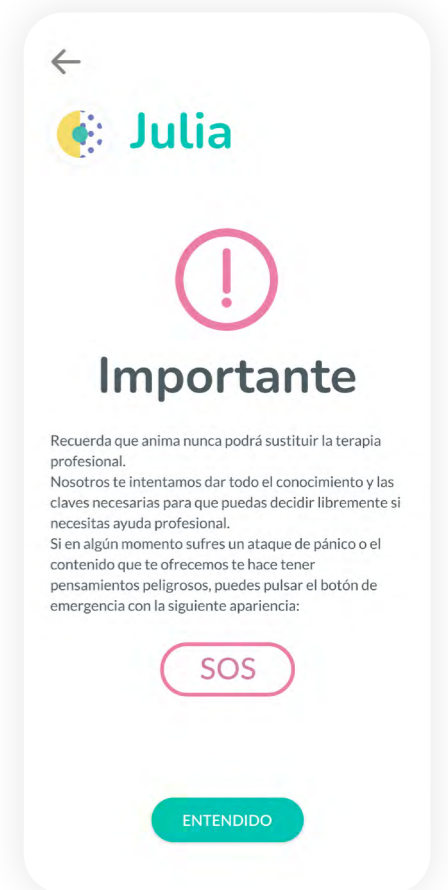 Julia
Importante
Recuerda que anima nunca podrá sustituir la terapia
profesional.
Nosotros te intentamos dar todo el conocimiento y las
claves necesarias para que puedas decidir libremente si
necesitas ayuda profesional.
Si en algún momento sufres un ataque de pánico o el
contenido que te ofrecemos te hace tener
pensamientos peligrosos, puedes pulsar el botón de
emergencia con la siguiente apariencia:
SOS
ENTENDIDO